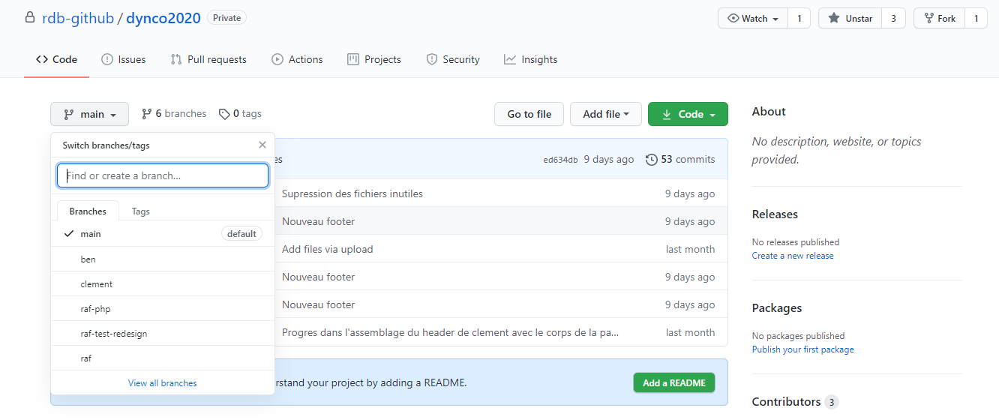 rdb-github / dynco2020 Private
Watch 1 Unstar 3 Fork 1
Code Issues Pull requests Actions Projects Security Insights
main 6 branches 0 tags Go to file Add file Code
Switch branches/tags
Find or create a branch...
Branches Tags
main default
ben
clement
raf-php
raf-test-redesign
raf
View all branches
es ed634db 9 days ago 53 commits
Supression des fichiers inutiles 9 days ago
Nouveau footer 9 days ago
Add files via upload last month
Nouveau footer 9 days ago
Nouveau footer 9 days ago
Progres dans l'assemblage du header de clement avec le corps de la pa... last month
rstand your project by adding a README. Add a README
About
No description, website, or topics
provided.
Releases
No releases published
Create a new release
Packages
No packages published
Publish your first package
Contributors 3